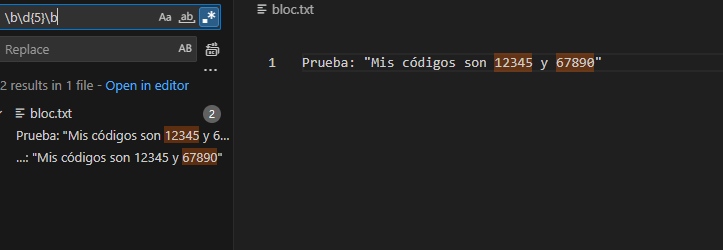 \b\d{5}\b
Aa ab .*
Replace
AB
...
2 results in 1 file - Open in editor
bloc.txt 2
Prueba: "Mis códigos son 12345 y 6...
...: "Mis códigos son 12345 y 67890"
bloc.txt
1 Prueba: "Mis códigos son 12345 y 67890"